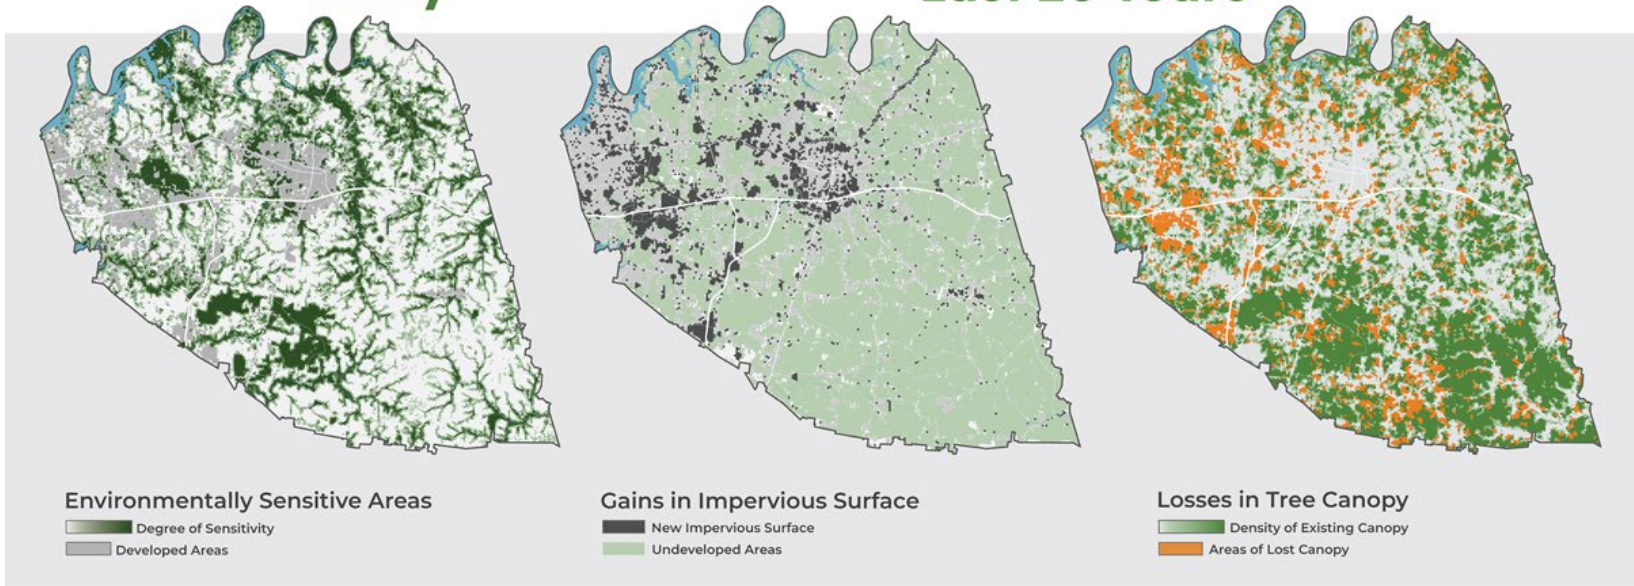 Environmentally Sensitive Areas
Degree of Sensitivity
Developed Areas
Gains in Impervious Surface
New Impervious Surface
Undeveloped Areas
Losses in Tree Canopy
Density of Existing Canopy
Areas of Lost Canopy